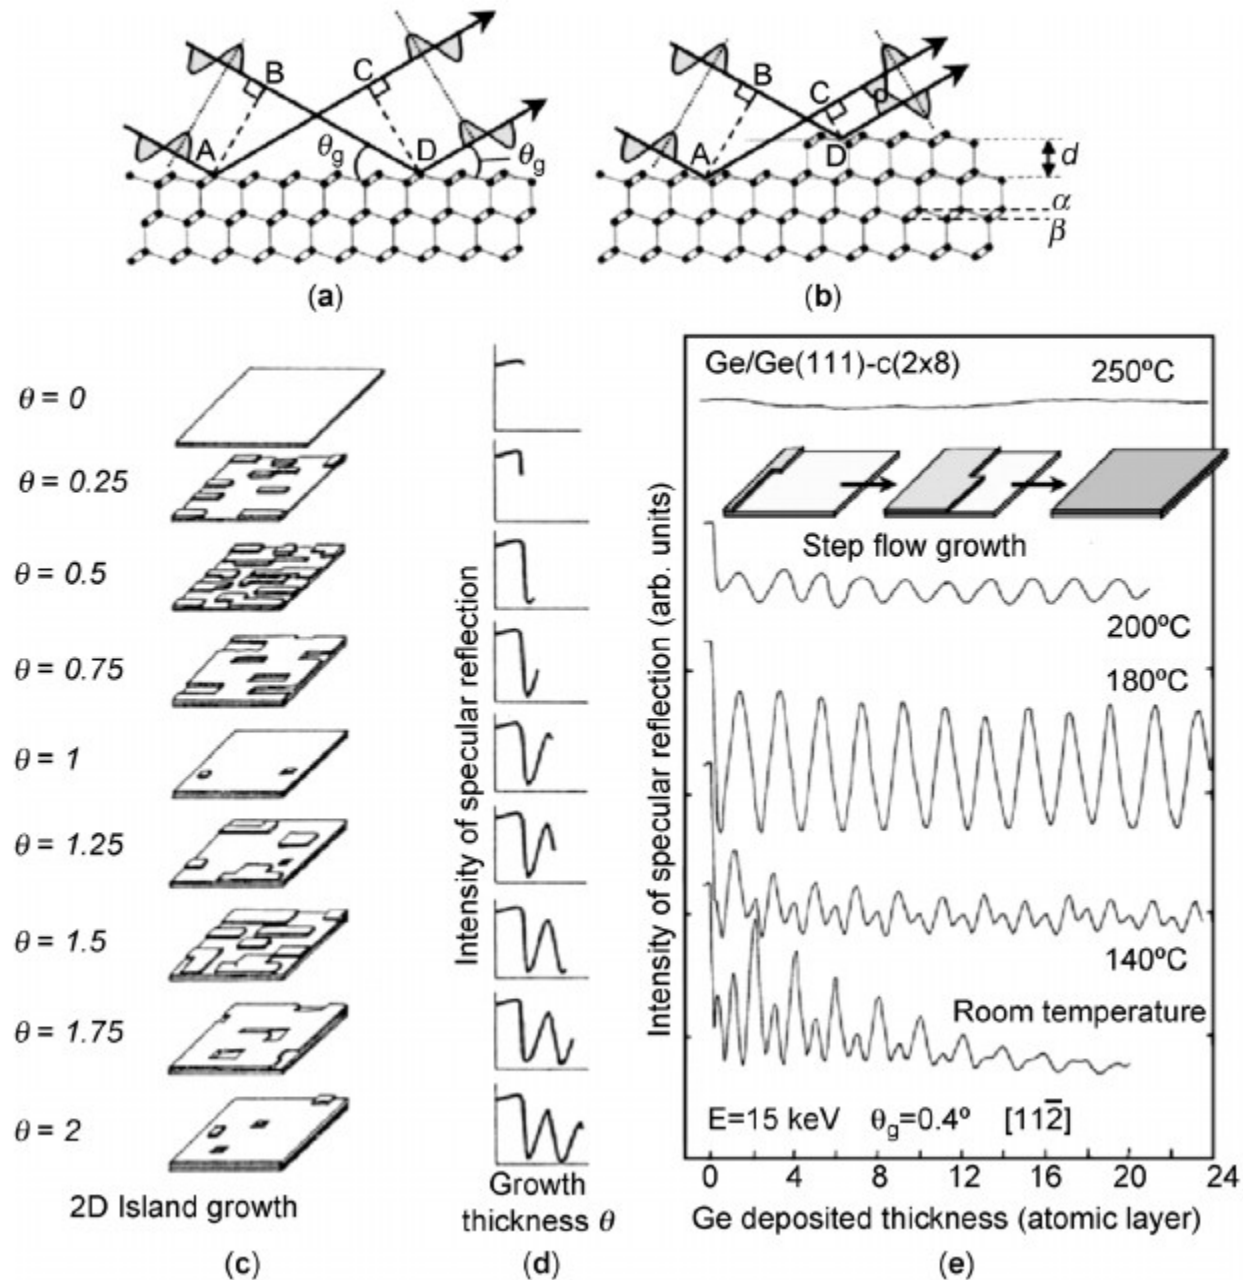 A B C D θg θg
(a)
A B C D d α β
(b)
θ = 0
θ = 0.25
θ = 0.5
θ = 0.75
θ = 1
θ = 1.25
θ = 1.5
θ = 1.75
θ = 2
2D Island growth
(c)
Intensity of specular reflection
Growth
thickness θ
(d)
Intensity of specular reflection (arb. units)
Ge/Ge(111)-c(2x8)
250ºC
Step flow growth
200ºC
180ºC
140ºC
Room temperature
E=15 keV θg=0.4º [112̅]
0 4 8 12 16 20 24
Ge deposited thickness (atomic layer)
(e)